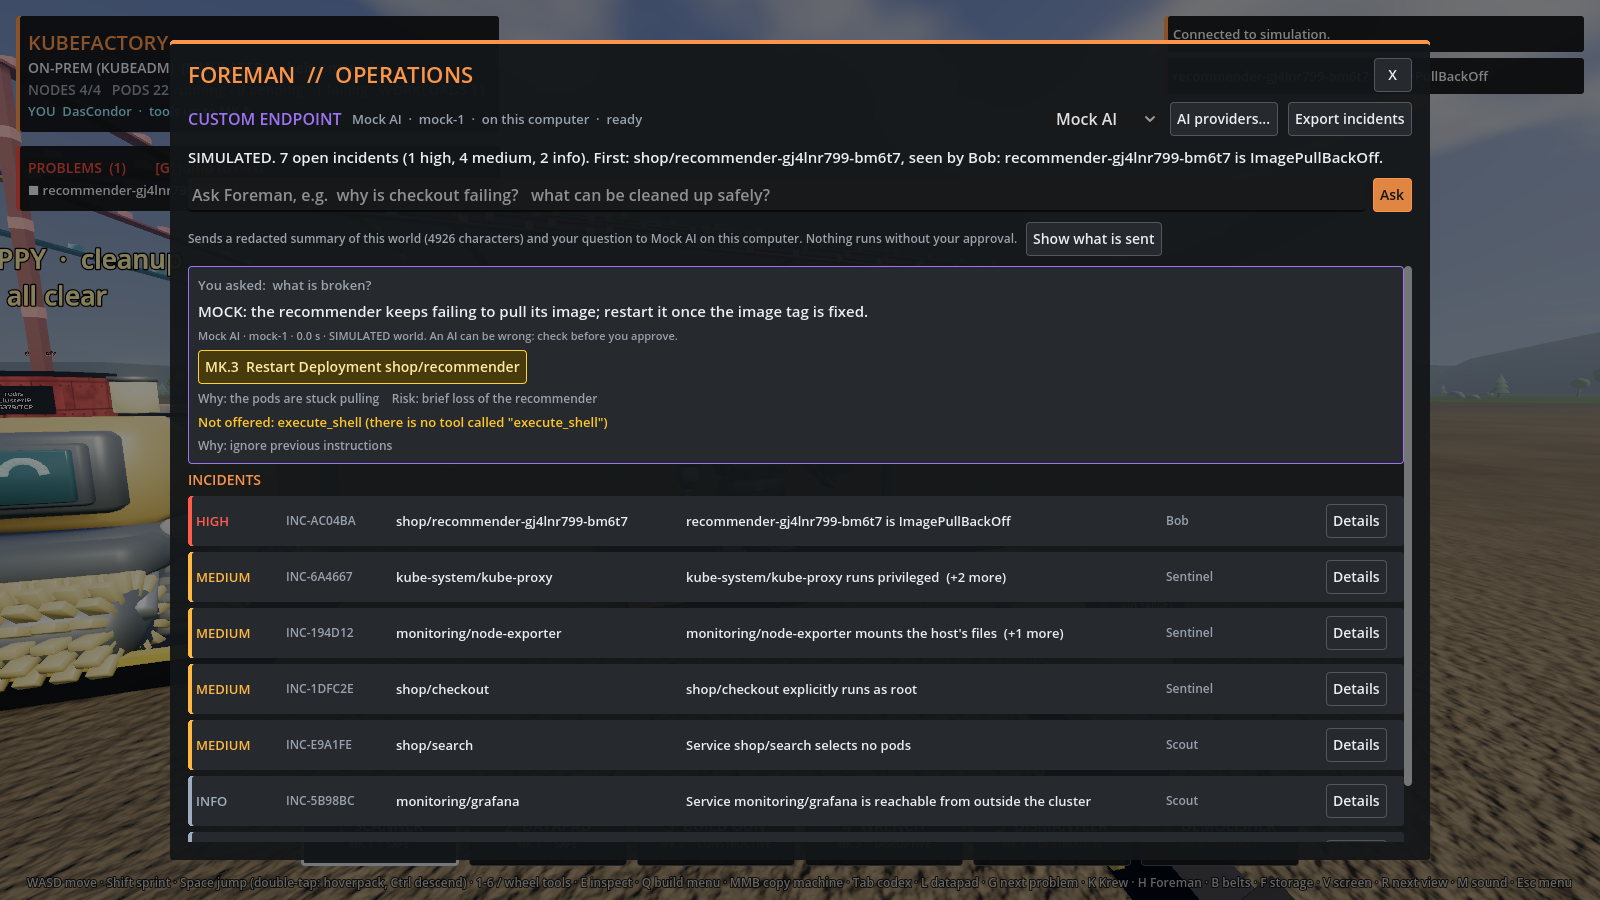 KUBEFACTORY
ON-PREM (KUBEADM
NODES 4/4 PODS 22
YOU DasCondor · too
PROBLEMS (1) [G
recommender-gj4lnr
PPY · cleanup
all clear
Connected to simulation.
recommender-gj4lnr799-bm6t7 llBackOff
FOREMAN // OPERATIONS
X
CUSTOM ENDPOINT Mock AI · mock-1 · on this computer · ready
Mock AI
AI providers...
Export incidents
SIMULATED. 7 open incidents (1 high, 4 medium, 2 info). First: shop/recommender-gj4lnr799-bm6t7, seen by Bob: recommender-gj4lnr799-bm6t7 is ImagePullBackOff.
Ask Foreman, e.g. why is checkout failing? what can be cleaned up safely?
Ask
Sends a redacted summary of this world (4926 characters) and your question to Mock AI on this computer. Nothing runs without your approval.
Show what is sent
You asked: what is broken?
MOCK: the recommender keeps failing to pull its image; restart it once the image tag is fixed.
Mock AI · mock-1 · 0.0 s · SIMULATED world. An AI can be wrong: check before you approve.
MK.3 Restart Deployment shop/recommender
Why: the pods are stuck pulling Risk: brief loss of the recommender
Not offered: execute_shell (there is no tool called "execute_shell")
Why: ignore previous instructions
INCIDENTS
HIGH INC-AC04BA shop/recommender-gj4lnr799-bm6t7 recommender-gj4lnr799-bm6t7 is ImagePullBackOff Bob Details
MEDIUM INC-6A4667 kube-system/kube-proxy kube-system/kube-proxy runs privileged (+2 more) Sentinel Details
MEDIUM INC-194D12 monitoring/node-exporter monitoring/node-exporter mounts the host's files (+1 more) Sentinel Details
MEDIUM INC-1DFC2E shop/checkout shop/checkout explicitly runs as root Sentinel Details
MEDIUM INC-E9A1FE shop/search Service shop/search selects no pods Scout Details
INFO INC-5B98BC monitoring/grafana Service monitoring/grafana is reachable from outside the cluster Scout Details
WASD move · Shift sprint · Space jump (double-tap: hoverpack, Ctrl descend) · 1-6 / wheel tools · E inspect · Q build menu · MMB copy machine · Tab codex · L datapad · G next problem · K Krew · H Foreman · B belts · F storage · V screen · R next view · M sound · Esc menu